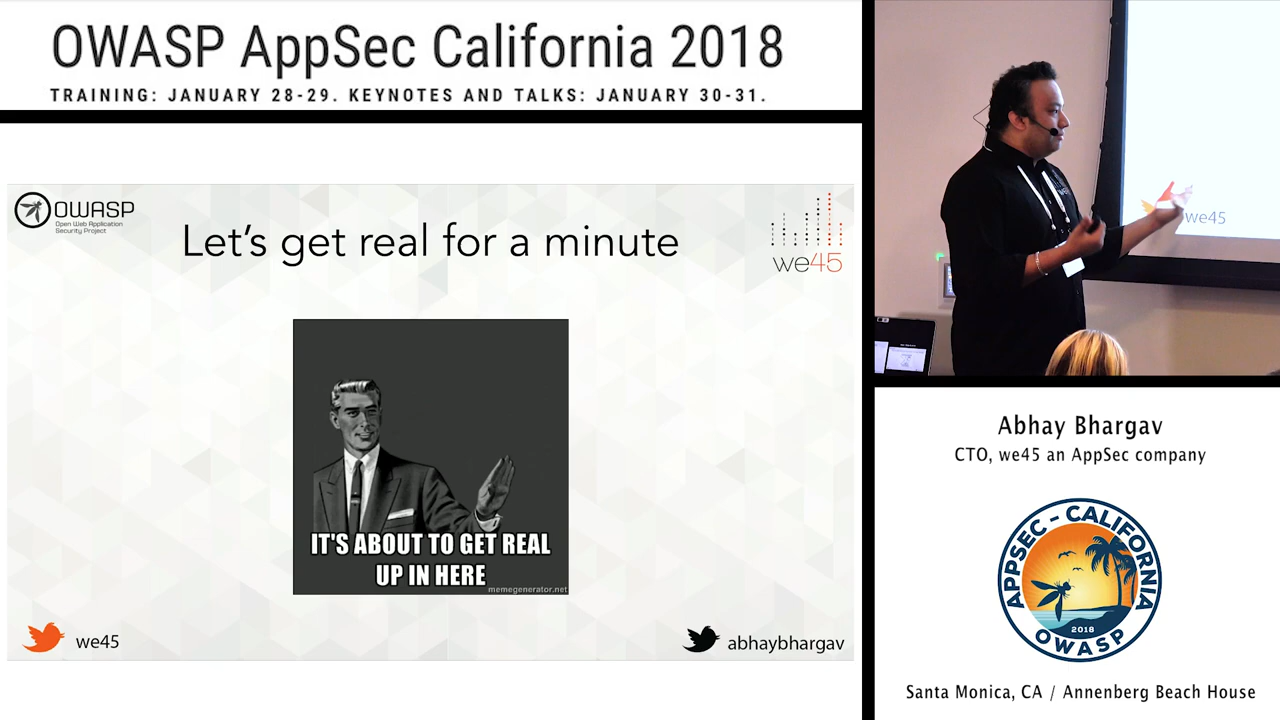 OWASP AppSec California 2018
TRAINING: JANUARY 28-29. KEYNOTES AND TALKS: JANUARY 30-31.
OWASP
Open Web Application
Security Project
Let's get real for a minute
we45
IT'S ABOUT TO GET REAL
UP IN HERE
memegenerator.net
we45
abhaybhargav
we45
Abhay Bhargav
CTO, we45 an AppSec company
APPSEC - CALIFORNIA
2018
OWASP
Santa Monica, CA / Annenberg Beach House